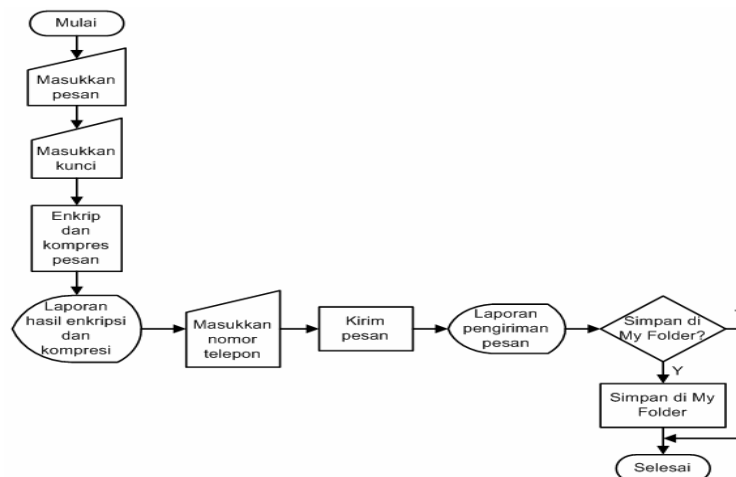 Mulai
Masukkan
pesan
Masukkan
kunci
Enkrip
dan
kompres
pesan
Laporan
hasil enkripsi
dan
kompresi
Masukkan
nomor
telepon
Kirim
pesan
Laporan
pengiriman
pesan
Simpan di
My Folder?
Y
Simpan di My
Folder
Selesai